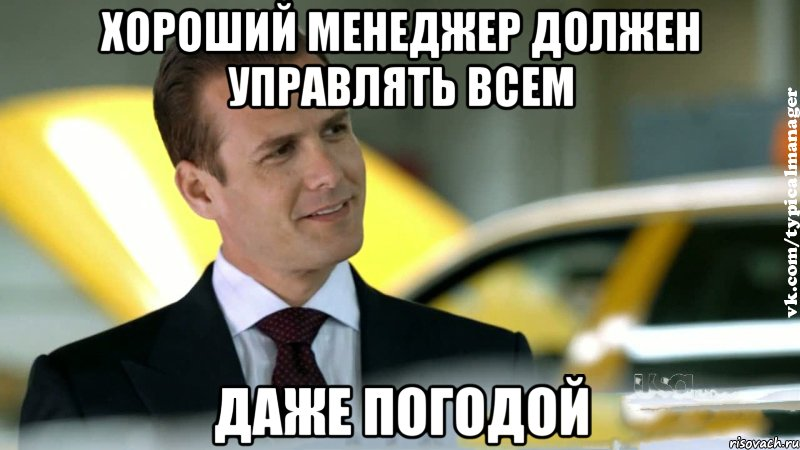 ХОРОШИЙ МЕНЕДЖЕР ДОЛЖЕН
УПРАВЛЯТЬ ВСЕМ
ДАЖЕ ПОГОДОЙ
vk.com/typicalmanager
risovach.ru